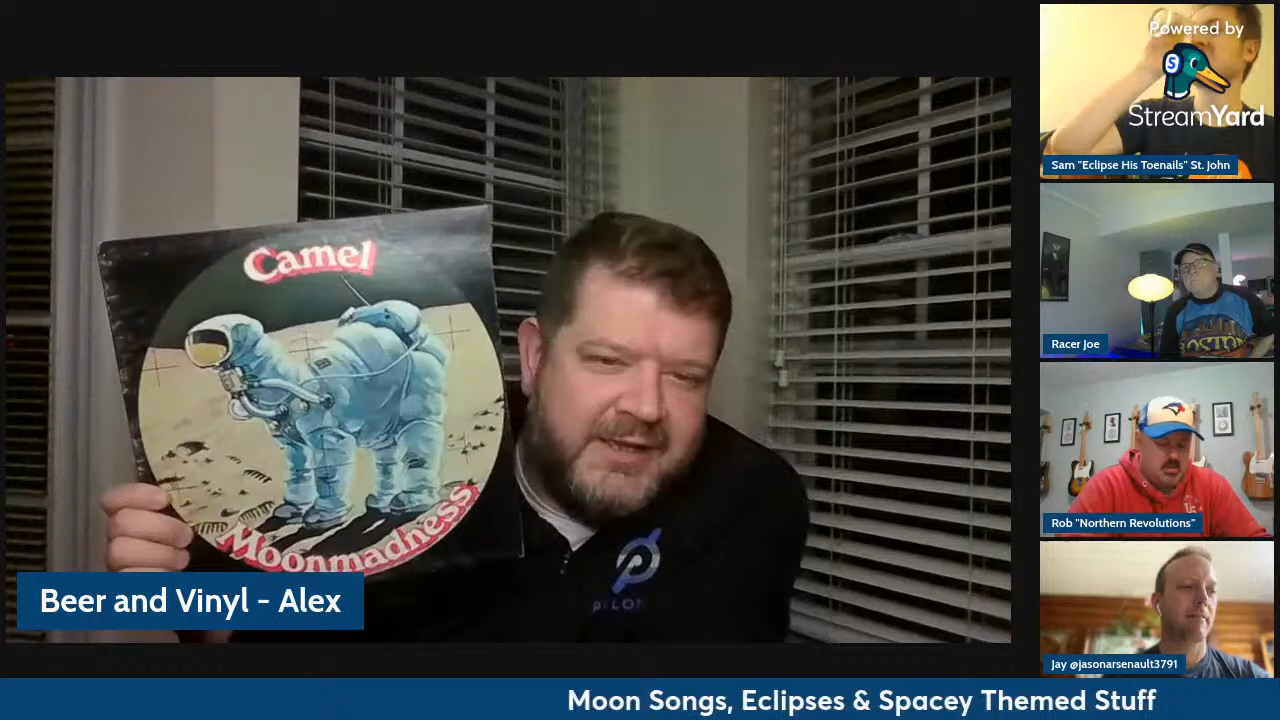 Powered by
StreamYard
Sam "Eclipse His Toenails" St. John
Camel
Moonmadness
Racer Joe
BOSTON
Rob "Northern Revolutions"
Beer and Vinyl - Alex
Jay @jasonarsenault3791
Moon Songs, Eclipses & Spacey Themed Stuff